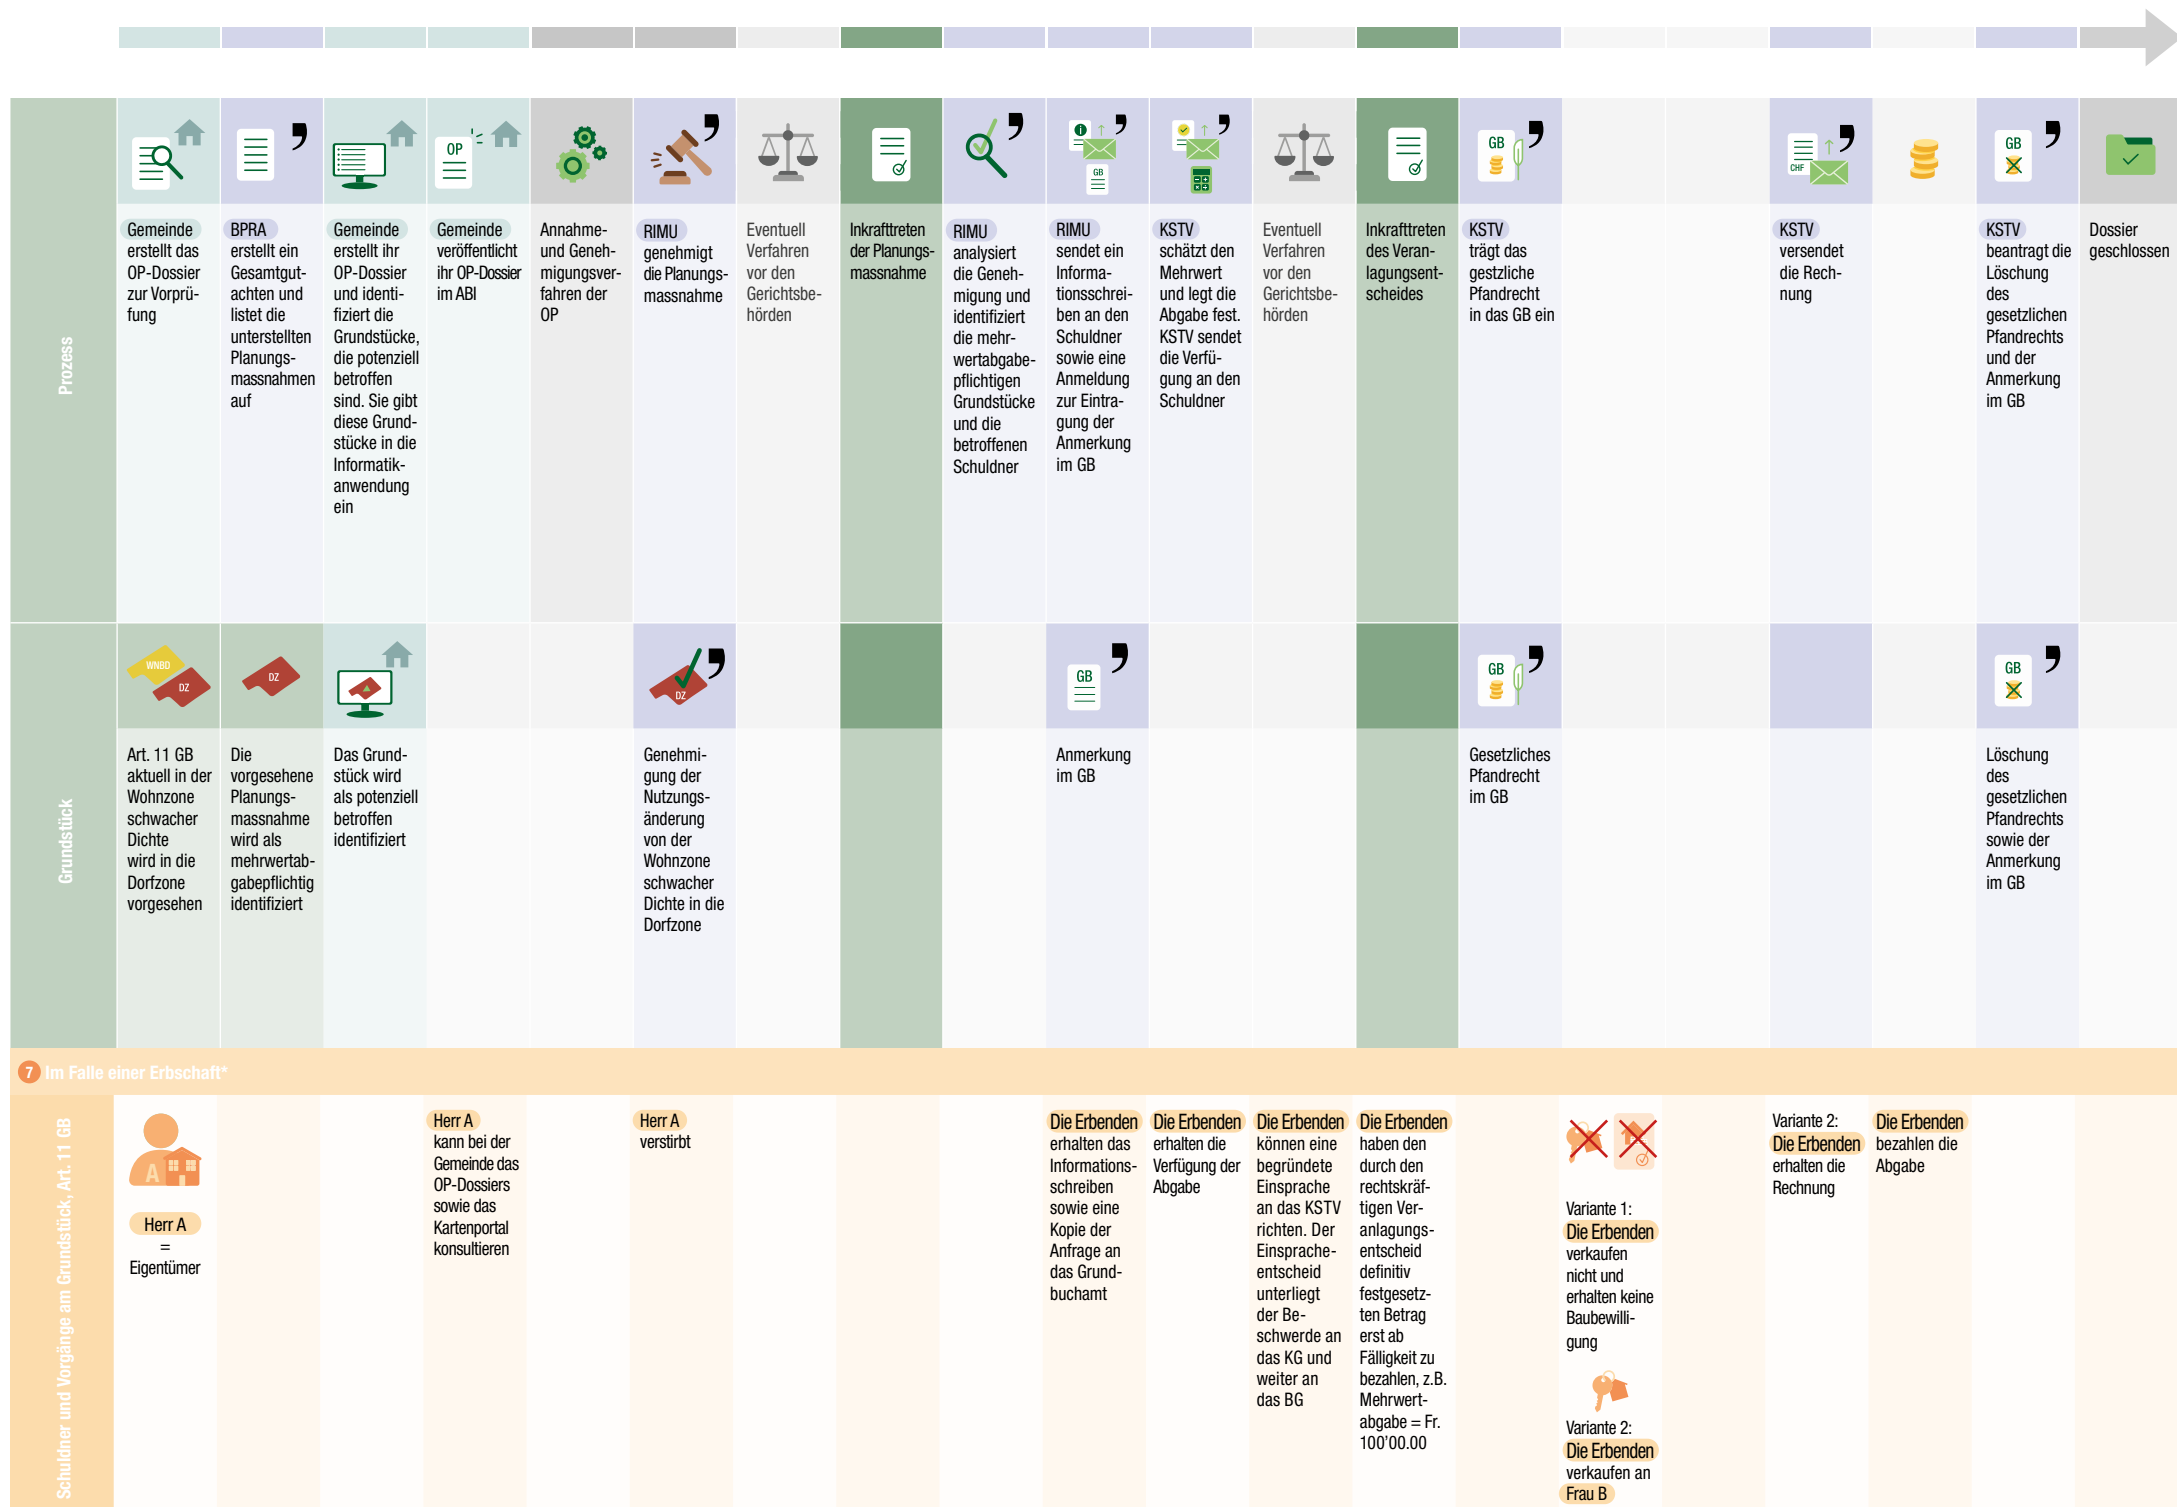 OP
GB
GB
CHF
GB
Prozess
Gemeinde
erstellt das
OP-Dossier
zur Vorprü-
fung
BPRA
erstellt ein
Gesamtgut-
achten und
listet die
unterstellten
Planungs-
massnahmen
auf
Gemeinde
erstellt ihr
OP-Dossier
und identi-
fiziert die
Grundstücke,
die potenziell
betroffen
sind. Sie gibt
diese Grund-
stücke in die
Informatik-
anwendung
ein
Gemeinde
veröffentlicht
ihr OP-Dossier
im ABl
Annahme-
und Geneh-
migungsver-
fahren der
OP
RIMU
genehmigt
die Planungs-
massnahme
Eventuell
Verfahren
vor den
Gerichtsbe-
hörden
Inkrafttreten
der Planungs-
massnahme
RIMU
analysiert
die Geneh-
migung und
identifiziert
die mehr-
wertabgabe-
pflichtigen
Grundstücke
und die
betroffenen
Schuldner
RIMU
sendet ein
Informa-
tionsschrei-
ben an den
Schuldner
sowie eine
Anmeldung
zur Eintra-
gung der
Anmerkung
im GB
KSTV
schätzt den
Mehrwert
und legt die
Abgabe fest.
KSTV sendet
die Verfü-
gung an den
Schuldner
Eventuell
Verfahren
vor den
Gerichtsbe-
hörden
Inkrafttreten
des Veran-
lagungsent-
scheides
KSTV
trägt das
gestzliche
Pfandrecht
in das GB ein
KSTV
versendet
die Rech-
nung
KSTV
beantragt die
Löschung
des
gesetzlichen
Pfandrechts
und der
Anmerkung
im GB
Dossier
geschlossen
Grundstück
WNBD
DZ
DZ
DZ
GB
GB
GB
Art. 11 GB
aktuell in der
Wohnzone
schwacher
Dichte
wird in die
Dorfzone
vorgesehen
Die
vorgesehene
Planungs-
massnahme
wird als
mehrwertab-
gabepflichtig
identifiziert
Das Grund-
stück wird
als potenziell
betroffen
identifiziert
Genehmi-
gung der
Nutzungs-
änderung
von der
Wohnzone
schwacher
Dichte in die
Dorfzone
Anmerkung
im GB
Gesetzliches
Pfandrecht
im GB
Löschung
des
gesetzlichen
Pfandrechts
sowie der
Anmerkung
im GB
7 Im Falle einer Erbschaft*
Schuldner und Vorgänge am Grundstück, Art. 11 GB
A
Herr A
=
Eigentümer
Herr A
kann bei der
Gemeinde das
OP-Dossiers
sowie das
Kartenportal
konsultieren
Herr A
verstirbt
Die Erbenden
erhalten das
Informations-
schreiben
sowie eine
Kopie der
Anfrage an
das Grund-
buchamt
Die Erbenden
erhalten die
Verfügung der
Abgabe
Die Erbenden
können eine
begründete
Einsprache
an das KSTV
richten. Der
Einsprache-
entscheid
unterliegt
der Be-
schwerde an
das KG und
weiter an
das BG
Die Erbenden
haben den
durch den
rechtskräf-
tigen Ver-
anlagungs-
entscheid
definitiv
festgesetz-
ten Betrag
erst ab
Fälligkeit zu
bezahlen, z.B.
Mehrwert-
abgabe = Fr.
100'00.00
Variante 1:
Die Erbenden
verkaufen
nicht und
erhalten keine
Baubewilli-
gung
Variante 2:
Die Erbenden
verkaufen an
Frau B
Variante 2:
Die Erbenden
erhalten die
Rechnung
Die Erbenden
bezahlen die
Abgabe